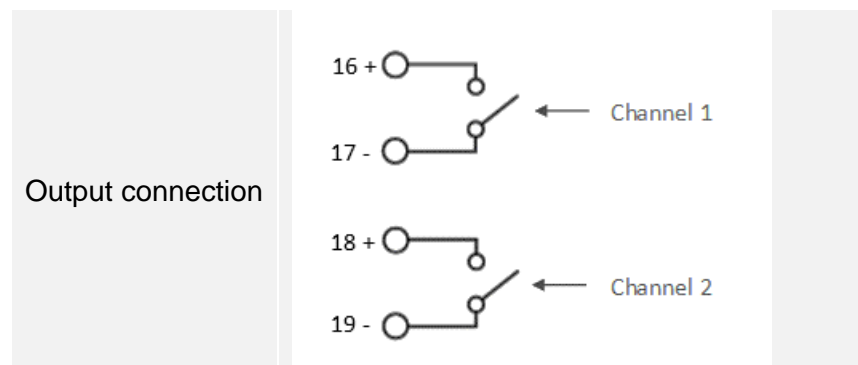 16 +
Channel 1
17 -
Output connection
18 +
Channel 2
19 -